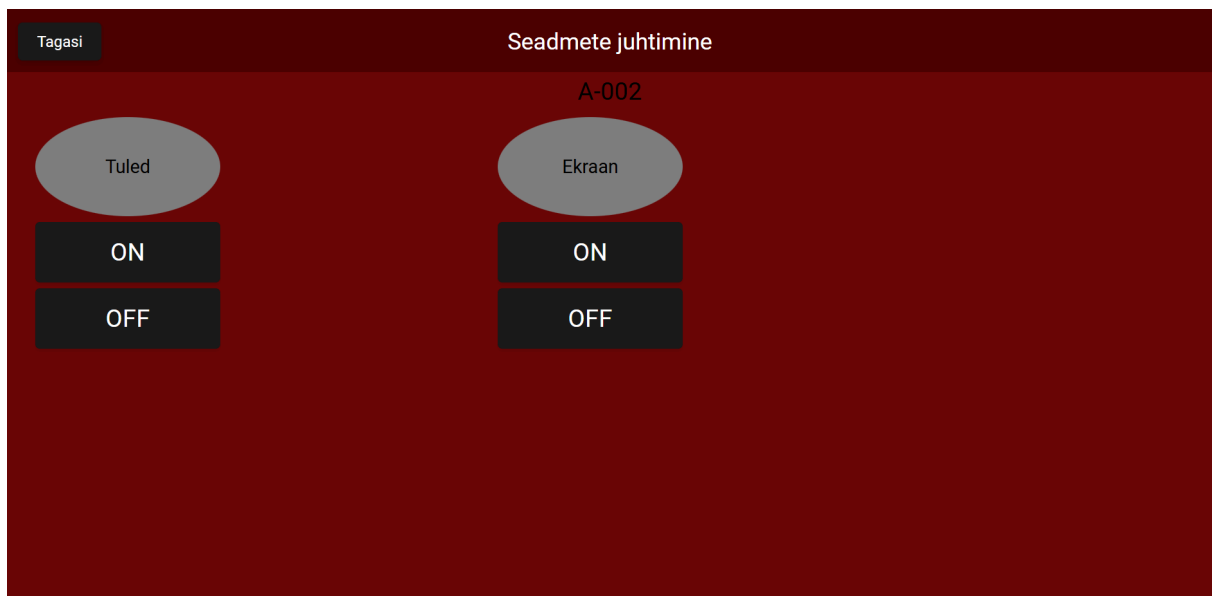 Tagasi
Seadmete juhtimine
A-002
Tuled
Ekraan
ON
ON
OFF
OFF